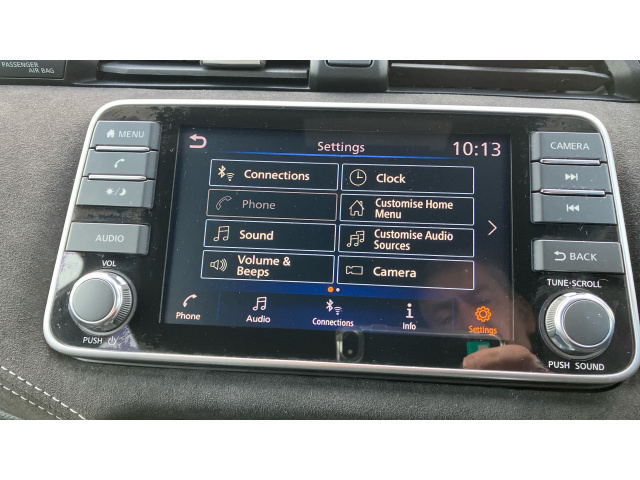 PASSENGER
AIR BAG
MENU
AUDIO
VOL
PUSH
Settings
10:13
Connections
Clock
Phone
Customise Home
Menu
Sound
Customise Audio
Sources
Volume &
Beeps
Camera
Phone
Audio
Connections
Info
Settings
CAMERA
BACK
TUNE·SCROLL
PUSH SOUND